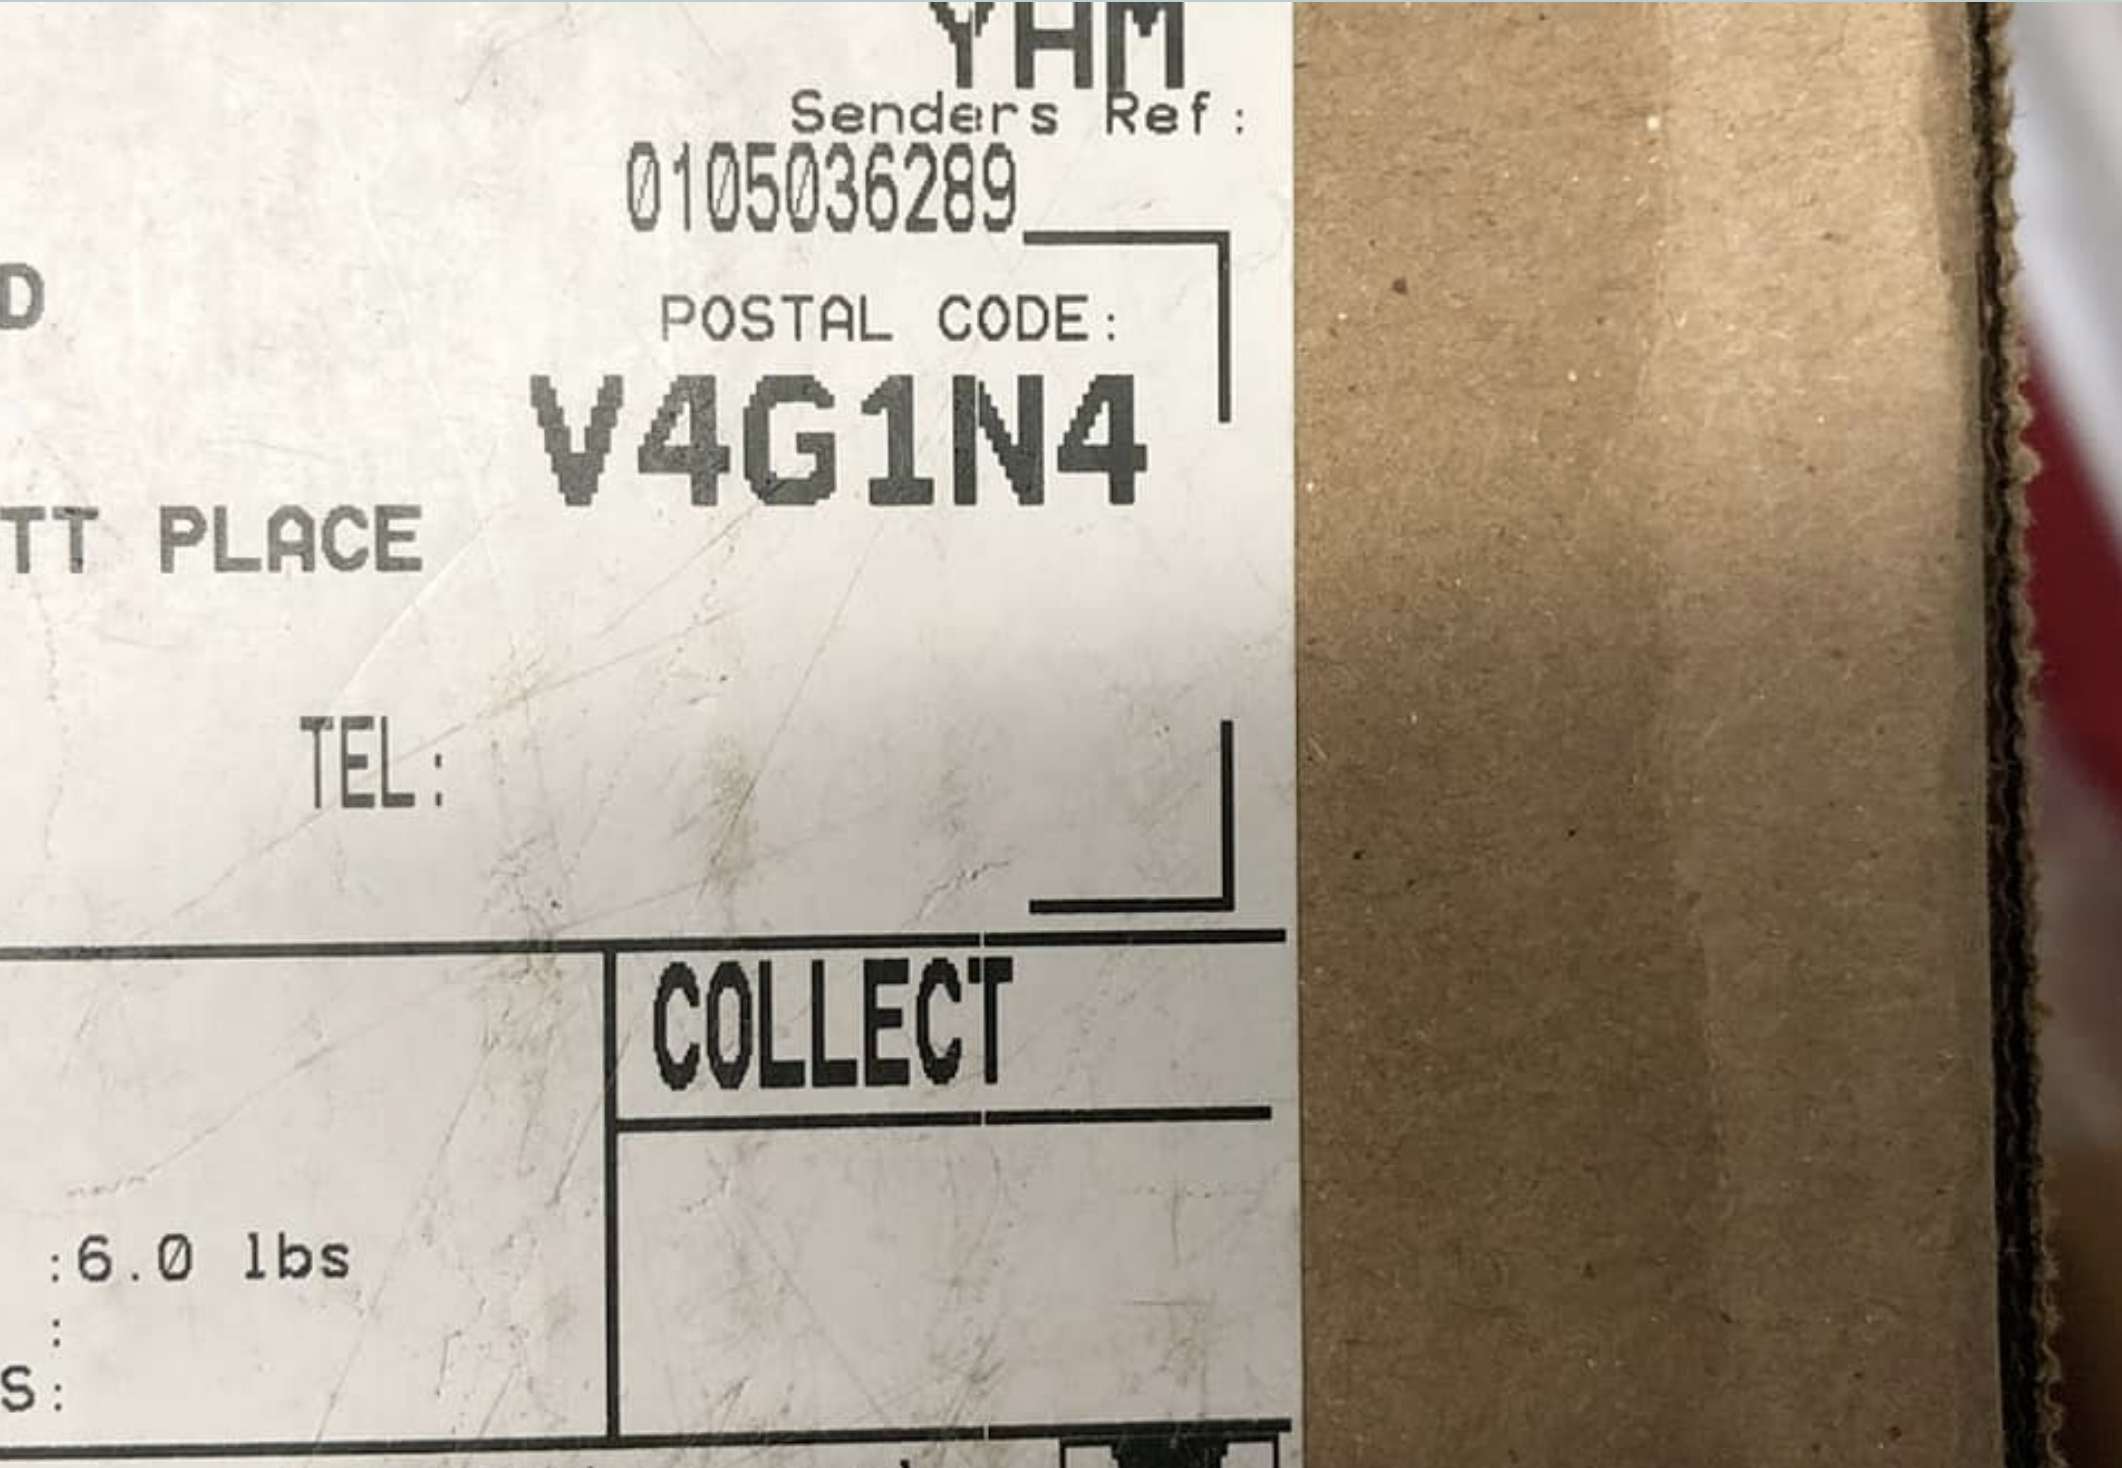 YHM
Senders Ref:
0105036289
D
POSTAL CODE:
V4G1N4
TT PLACE
TEL:
COLLECT
:6.0 lbs
:
S: